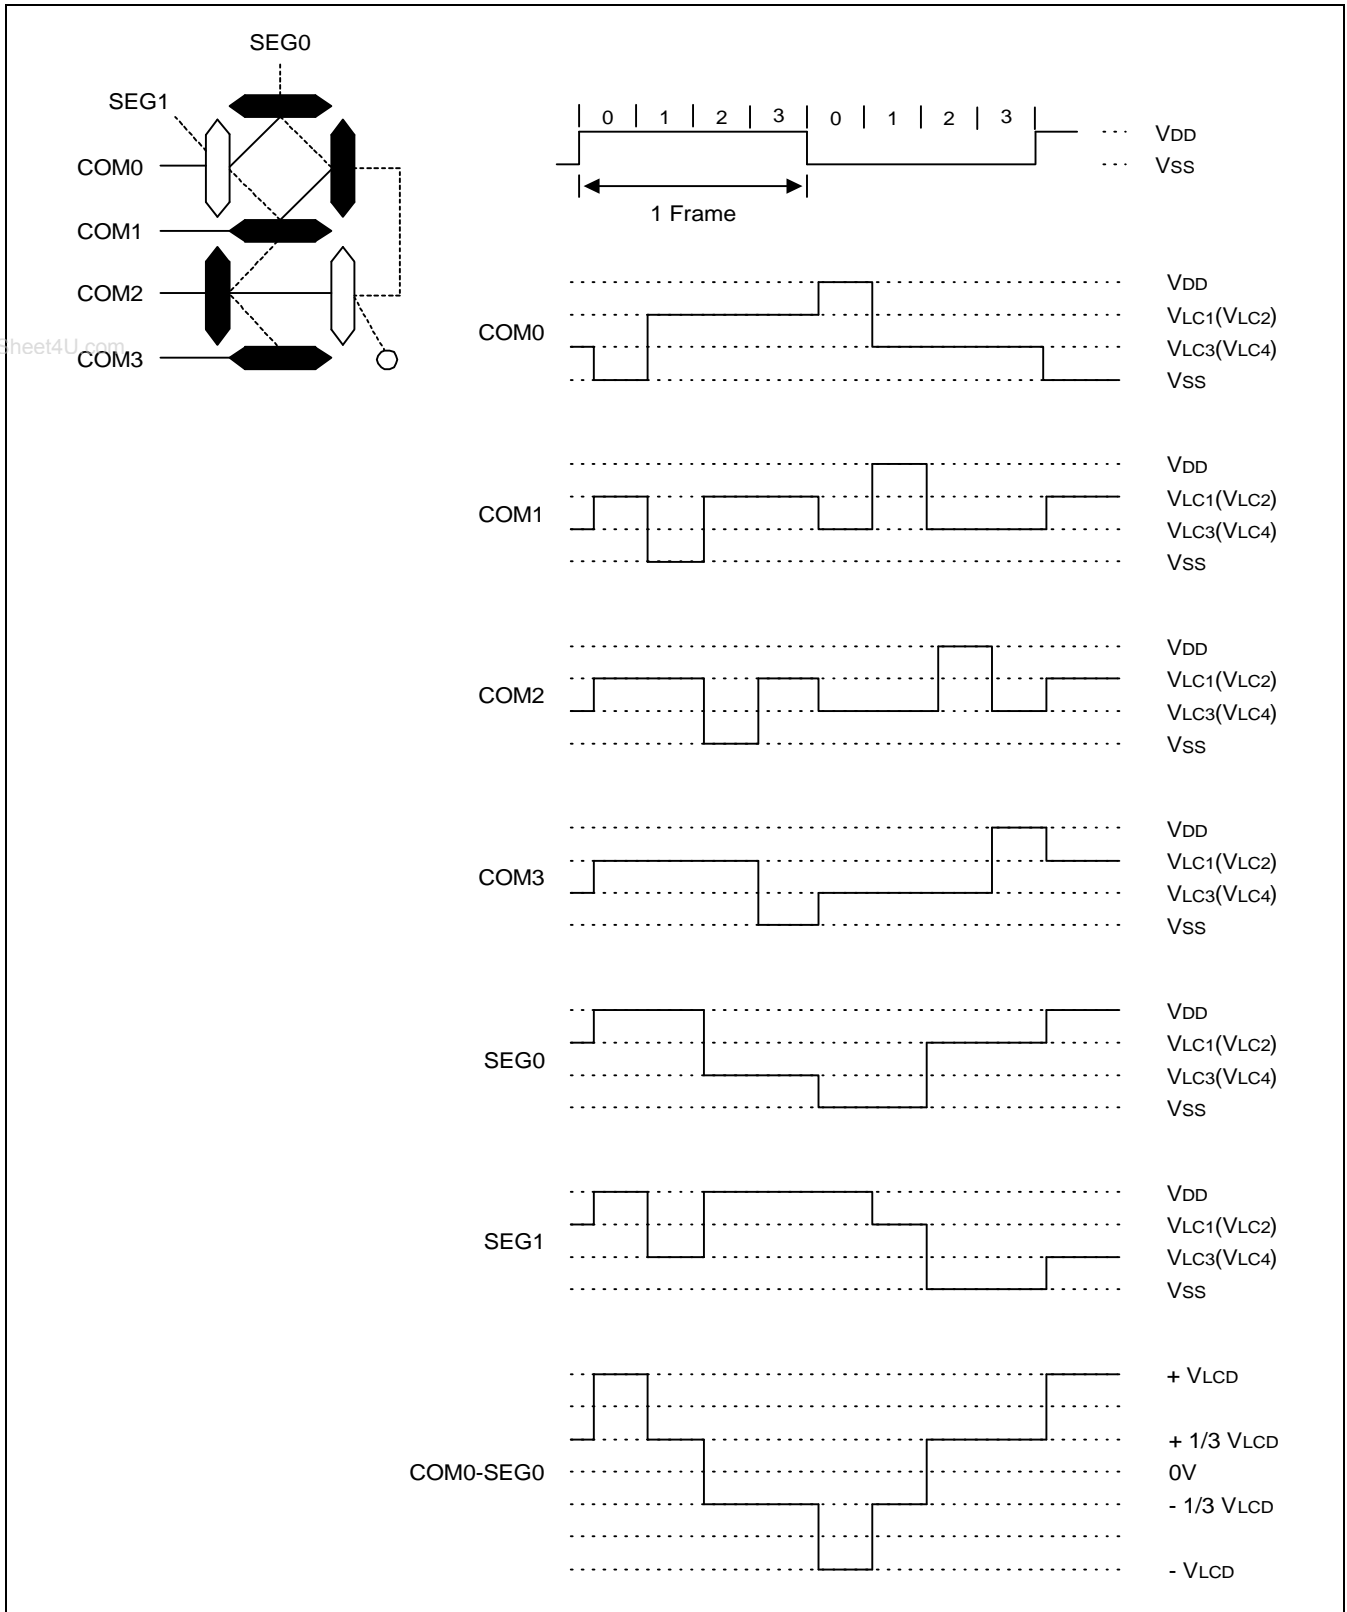 SEG0
SEG1
COM0
COM1
COM2
COM3
heet4U.com
0 1 2 3 0 1 2 3
VDD
VSS
1 Frame
COM0
VDD
VLC1(VLC2)
VLC3(VLC4)
VSS
COM1
VDD
VLC1(VLC2)
VLC3(VLC4)
VSS
COM2
VDD
VLC1(VLC2)
VLC3(VLC4)
VSS
COM3
VDD
VLC1(VLC2)
VLC3(VLC4)
VSS
SEG0
VDD
VLC1(VLC2)
VLC3(VLC4)
VSS
SEG1
VDD
VLC1(VLC2)
VLC3(VLC4)
VSS
COM0-SEG0
+ VLCD
+ 1/3 VLCD
0V
- 1/3 VLCD
- VLCD